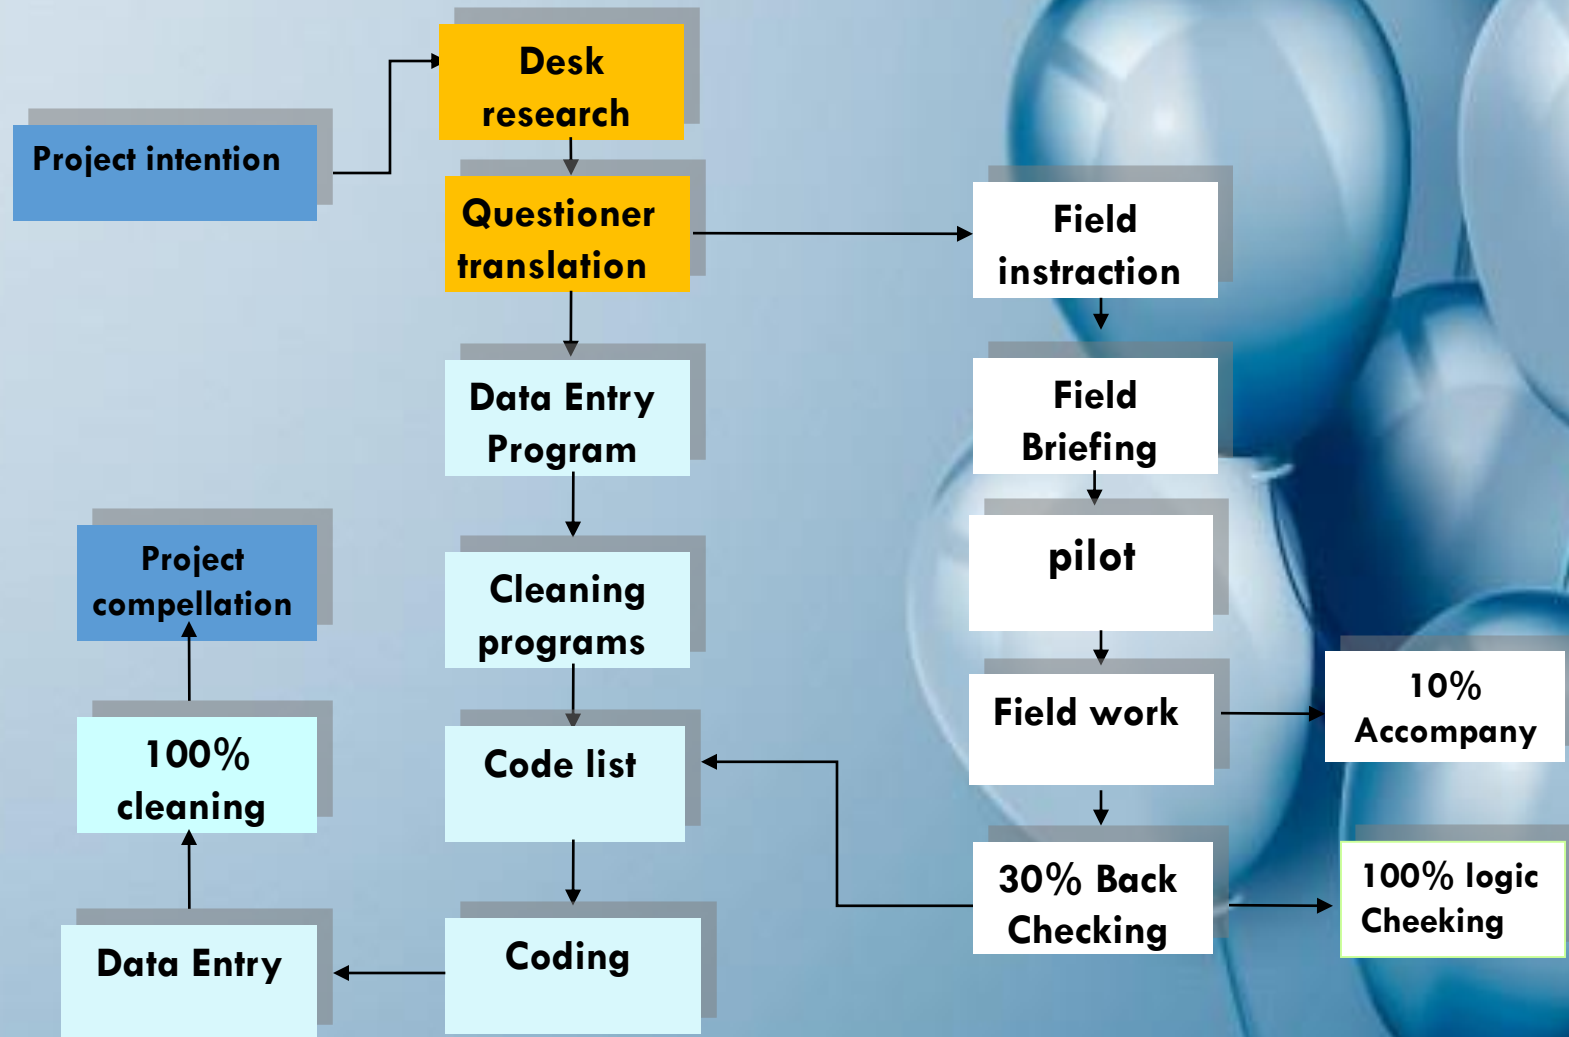 Project intention
Desk
research
Questioner
translation
Data Entry
Program
Cleaning
programs
Code list
Coding
Data Entry
100%
cleaning
Project
compellation
Field
instraction
Field
Briefing
pilot
Field work
10%
Accompany
30% Back
Checking
100% logic
Cheeking